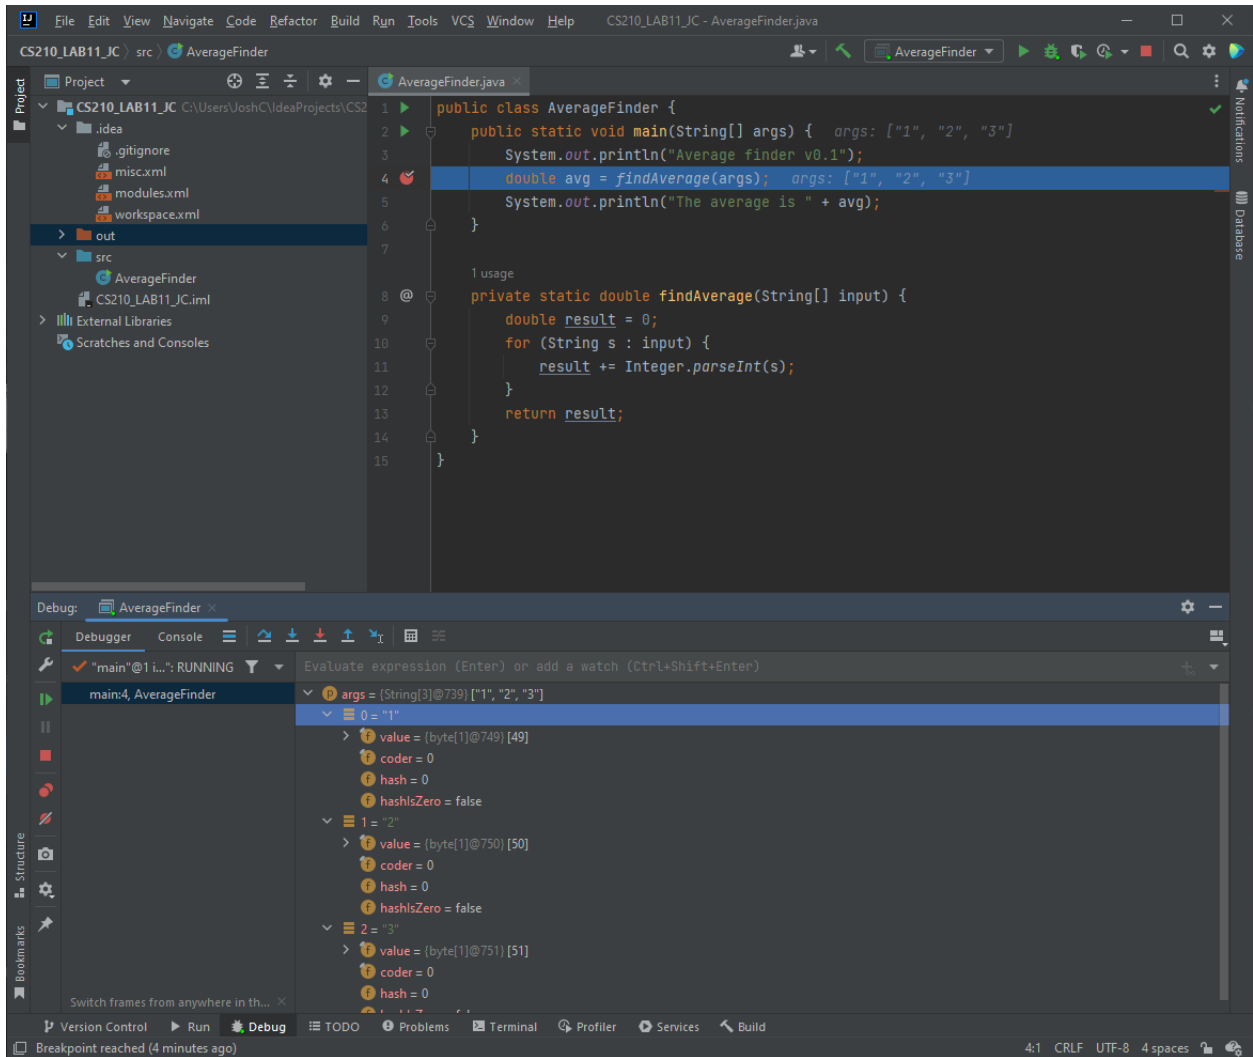 File Edit View Navigate Code Refactor Build Run Tools VCS Window Help CS210_LAB11_JC - AverageFinder.java
CS210_LAB11_JC src AverageFinder AverageFinder
Project
Project
CS210_LAB11_JC C:\Users\JoshC\IdeaProjects\CS2
.idea
.gitignore
misc.xml
modules.xml
workspace.xml
out
src
AverageFinder
CS210_LAB11_JC.iml
External Libraries
Scratches and Consoles
AverageFinder.java
1 public class AverageFinder {
2 public static void main(String[] args) { args: ["1", "2", "3"]
3 System.out.println("Average finder v0.1");
4 double avg = findAverage(args); args: ["1", "2", "3"]
5 System.out.println("The average is " + avg);
6 }
7
1 usage
8 @ private static double findAverage(String[] input) {
9 double result = 0;
10 for (String s : input) {
11 result += Integer.parseInt(s);
12 }
13 return result;
14 }
15 }
Notifications
Database
Debug: AverageFinder
Debugger Console
"main"@1 i...": RUNNING
Evaluate expression (Enter) or add a watch (Ctrl+Shift+Enter)
main:4, AverageFinder
args = {String[3]@739} ["1", "2", "3"]
0 = "1"
value = {byte[1]@749} [49]
coder = 0
hash = 0
hashIsZero = false
1 = "2"
value = {byte[1]@750} [50]
coder = 0
hash = 0
hashIsZero = false
2 = "3"
value = {byte[1]@751} [51]
coder = 0
hash = 0
Switch frames from anywhere in th...
Structure
Bookmarks
Version Control Run Debug TODO Problems Terminal Profiler Services Build
Breakpoint reached (4 minutes ago) 4:1 CRLF UTF-8 4 spaces